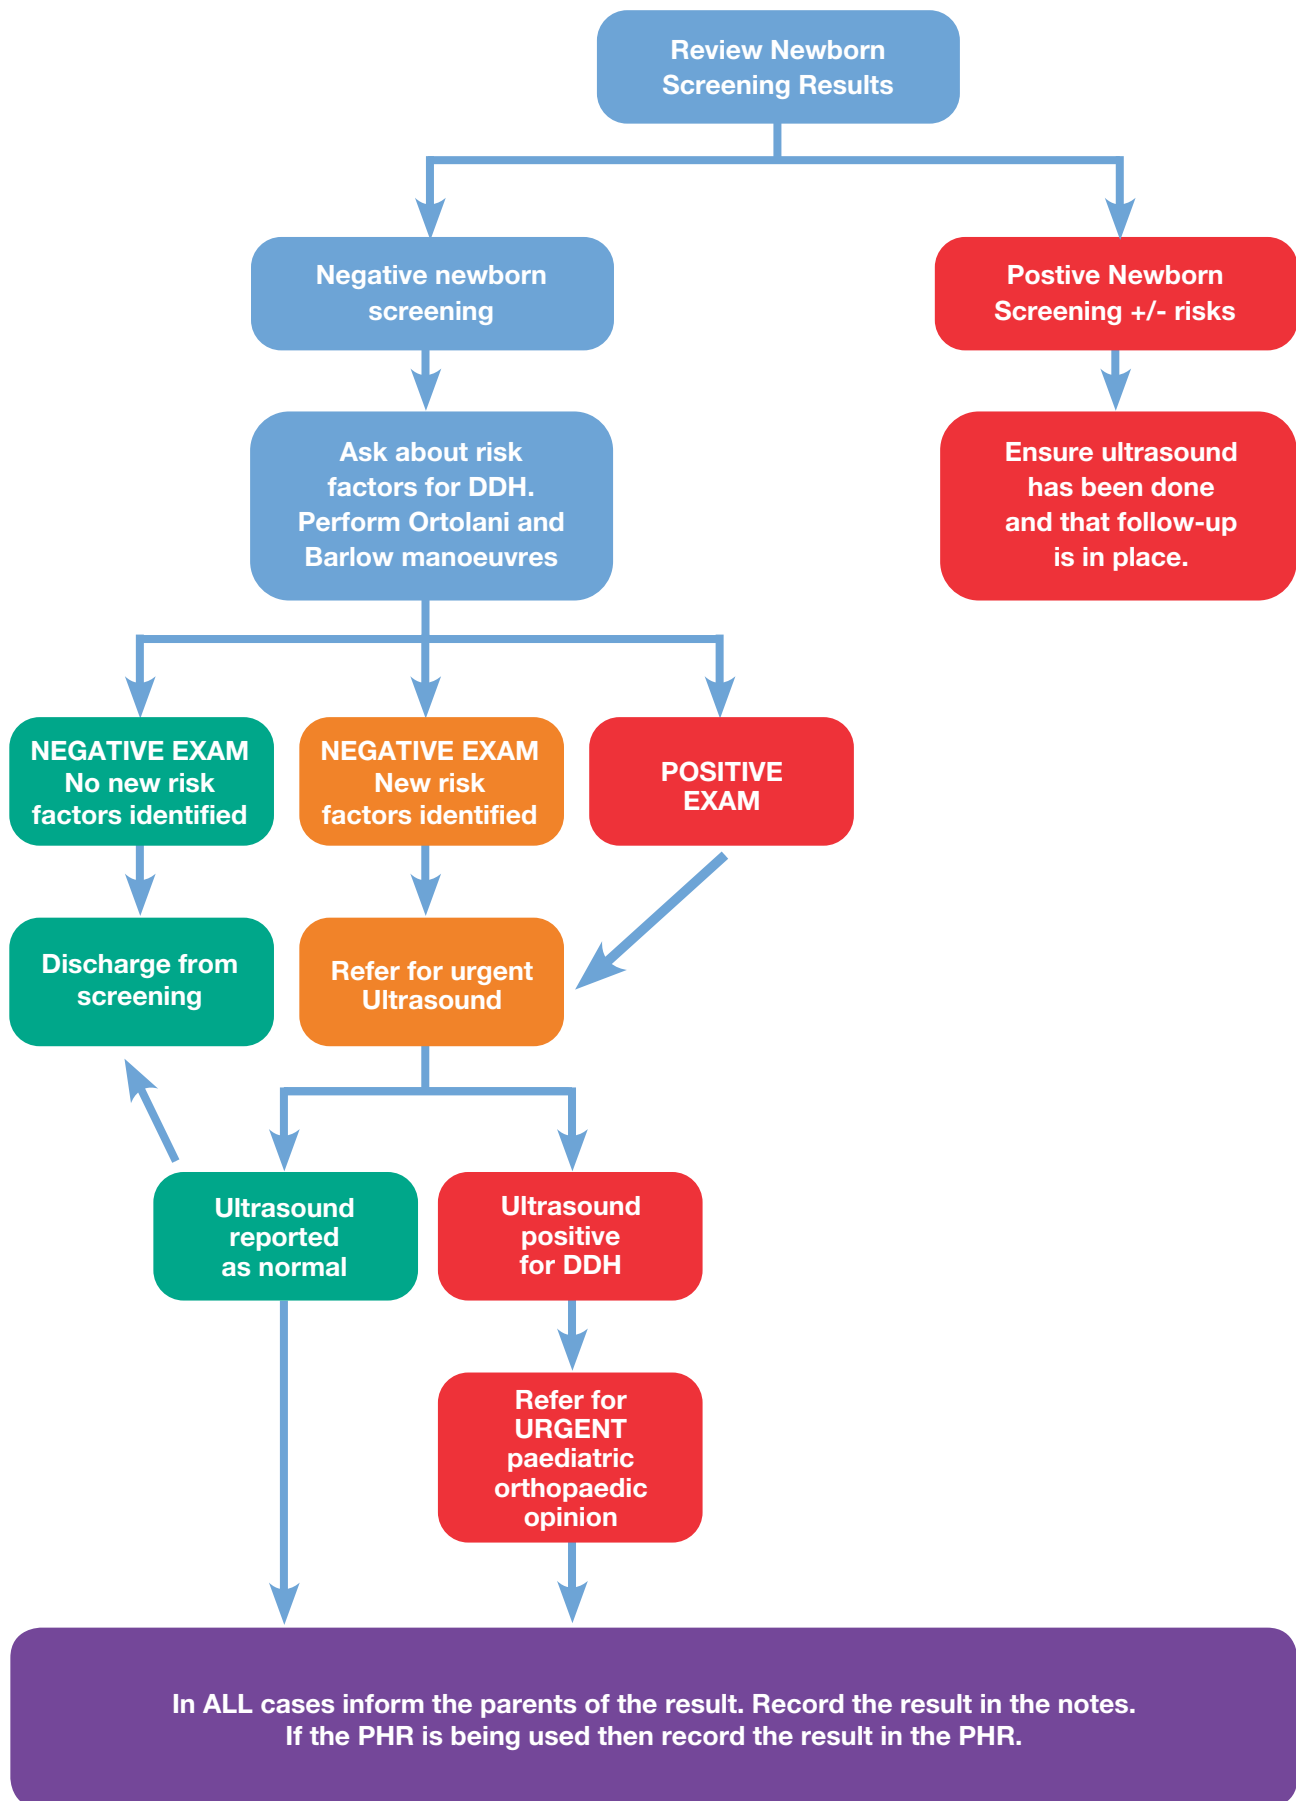 Review Newborn
Screening Results
Negative newborn
screening
Postive Newborn
Screening +/- risks
Ask about risk
factors for DDH.
Perform Ortolani and
Barlow manoeuvres
Ensure ultrasound
has been done
and that follow-up
is in place.
NEGATIVE EXAM
No new risk
factors identified
NEGATIVE EXAM
New risk
factors identified
POSITIVE
EXAM
Discharge from
screening
Refer for urgent
Ultrasound
Ultrasound
reported
as normal
Ultrasound
positive
for DDH
Refer for
URGENT
paediatric
orthopaedic
opinion
In ALL cases inform the parents of the result. Record the result in the notes.
If the PHR is being used then record the result in the PHR.